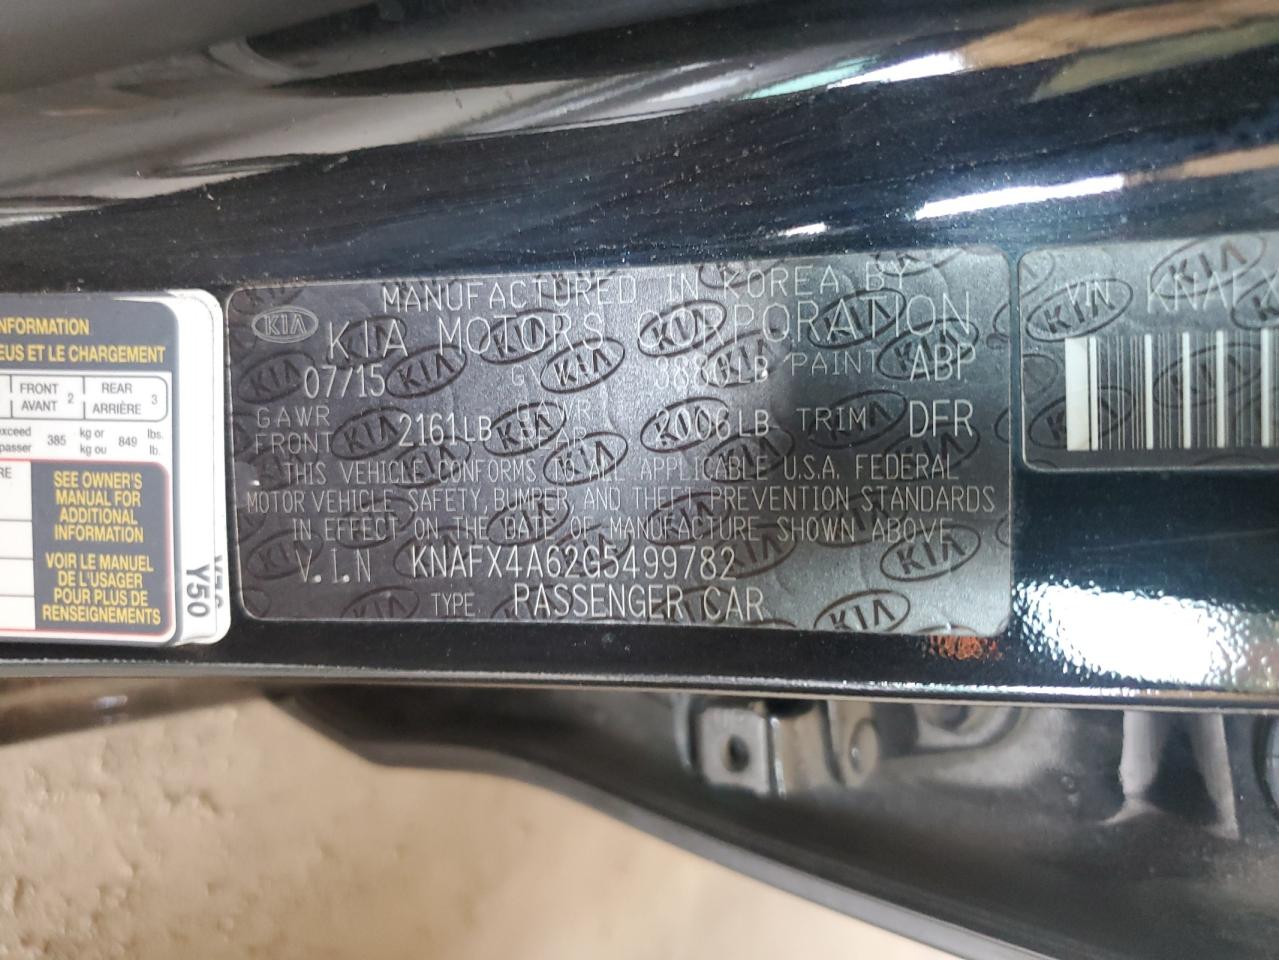 MANUFACTURED IN KOREA BY
KIA KIA MOTORS CORPORATION
07/15 3880LB PAINT ABP
GAWR FRONT 2161LB GAWR REAR 2006LB TRIM DFR
THIS VEHICLE CONFORMS TO ALL APPLICABLE U.S.A. FEDERAL
MOTOR VEHICLE SAFETY, BUMPER, AND THEFT PREVENTION STANDARDS
IN EFFECT ON THE DATE OF MANUFACTURE SHOWN ABOVE
V.I.N KNAFX4A62G5499782
TYPE PASSENGER CAR
INFORMATION
ET LE CHARGEMENT
FRONT AVANT 2 REAR ARRIÈRE 3
exceed 385 kg or 849 lbs.
kg ou lb.
SEE OWNER'S
MANUAL FOR
ADDITIONAL
INFORMATION
VOIR LE MANUEL
DE L'USAGER
POUR PLUS DE
RENSEIGNEMENTS
Y50
VIN